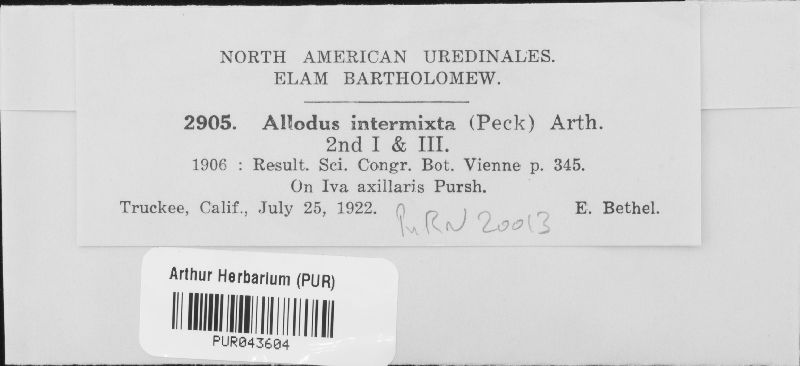 NORTH AMERICAN UREDINALES.
ELAM BARTHOLOMEW.
2905. Allodus intermixta (Peck) Arth.
2nd I & III.
1906 : Result. Sci. Congr. Bot. Vienne p. 345.
On Iva axillaris Pursh.
Truckee, Calif., July 25, 1922. E. Bethel.
PuRN 20013
Arthur Herbarium (PUR)
PUR043604